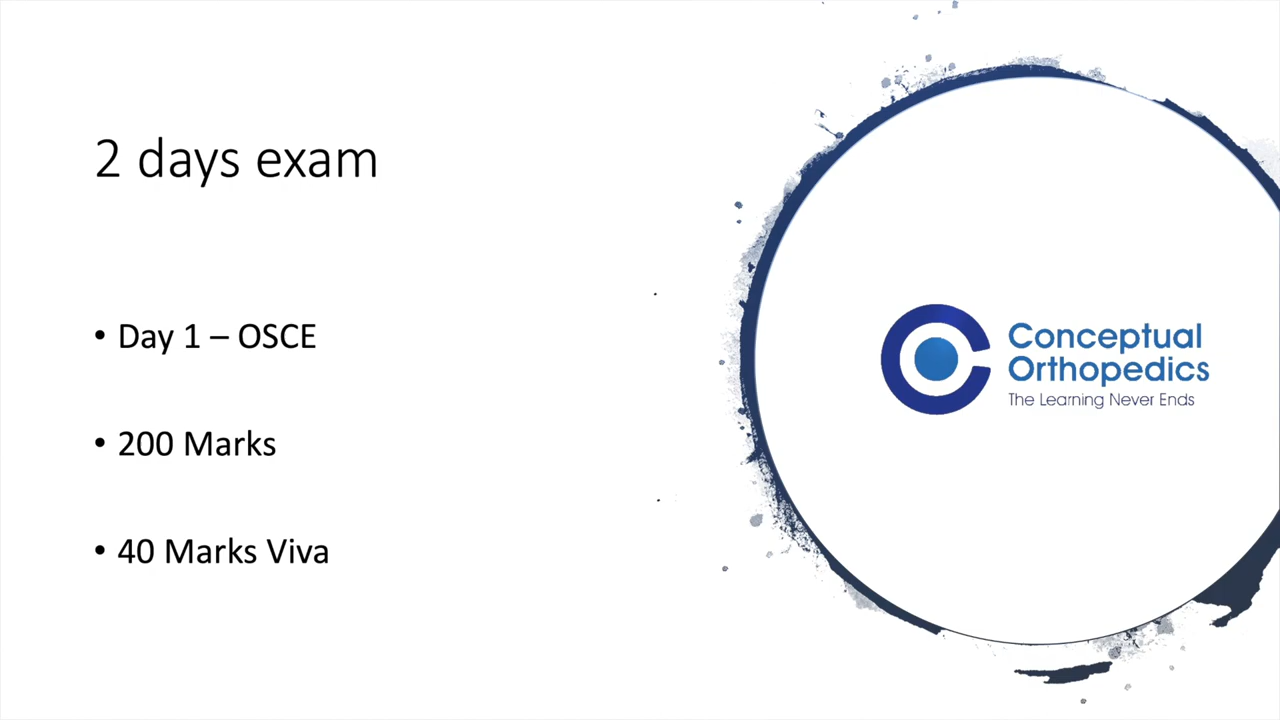 2 days exam
• Day 1 – OSCE
• 200 Marks
• 40 Marks Viva
Conceptual
Orthopedics
The Learning Never Ends